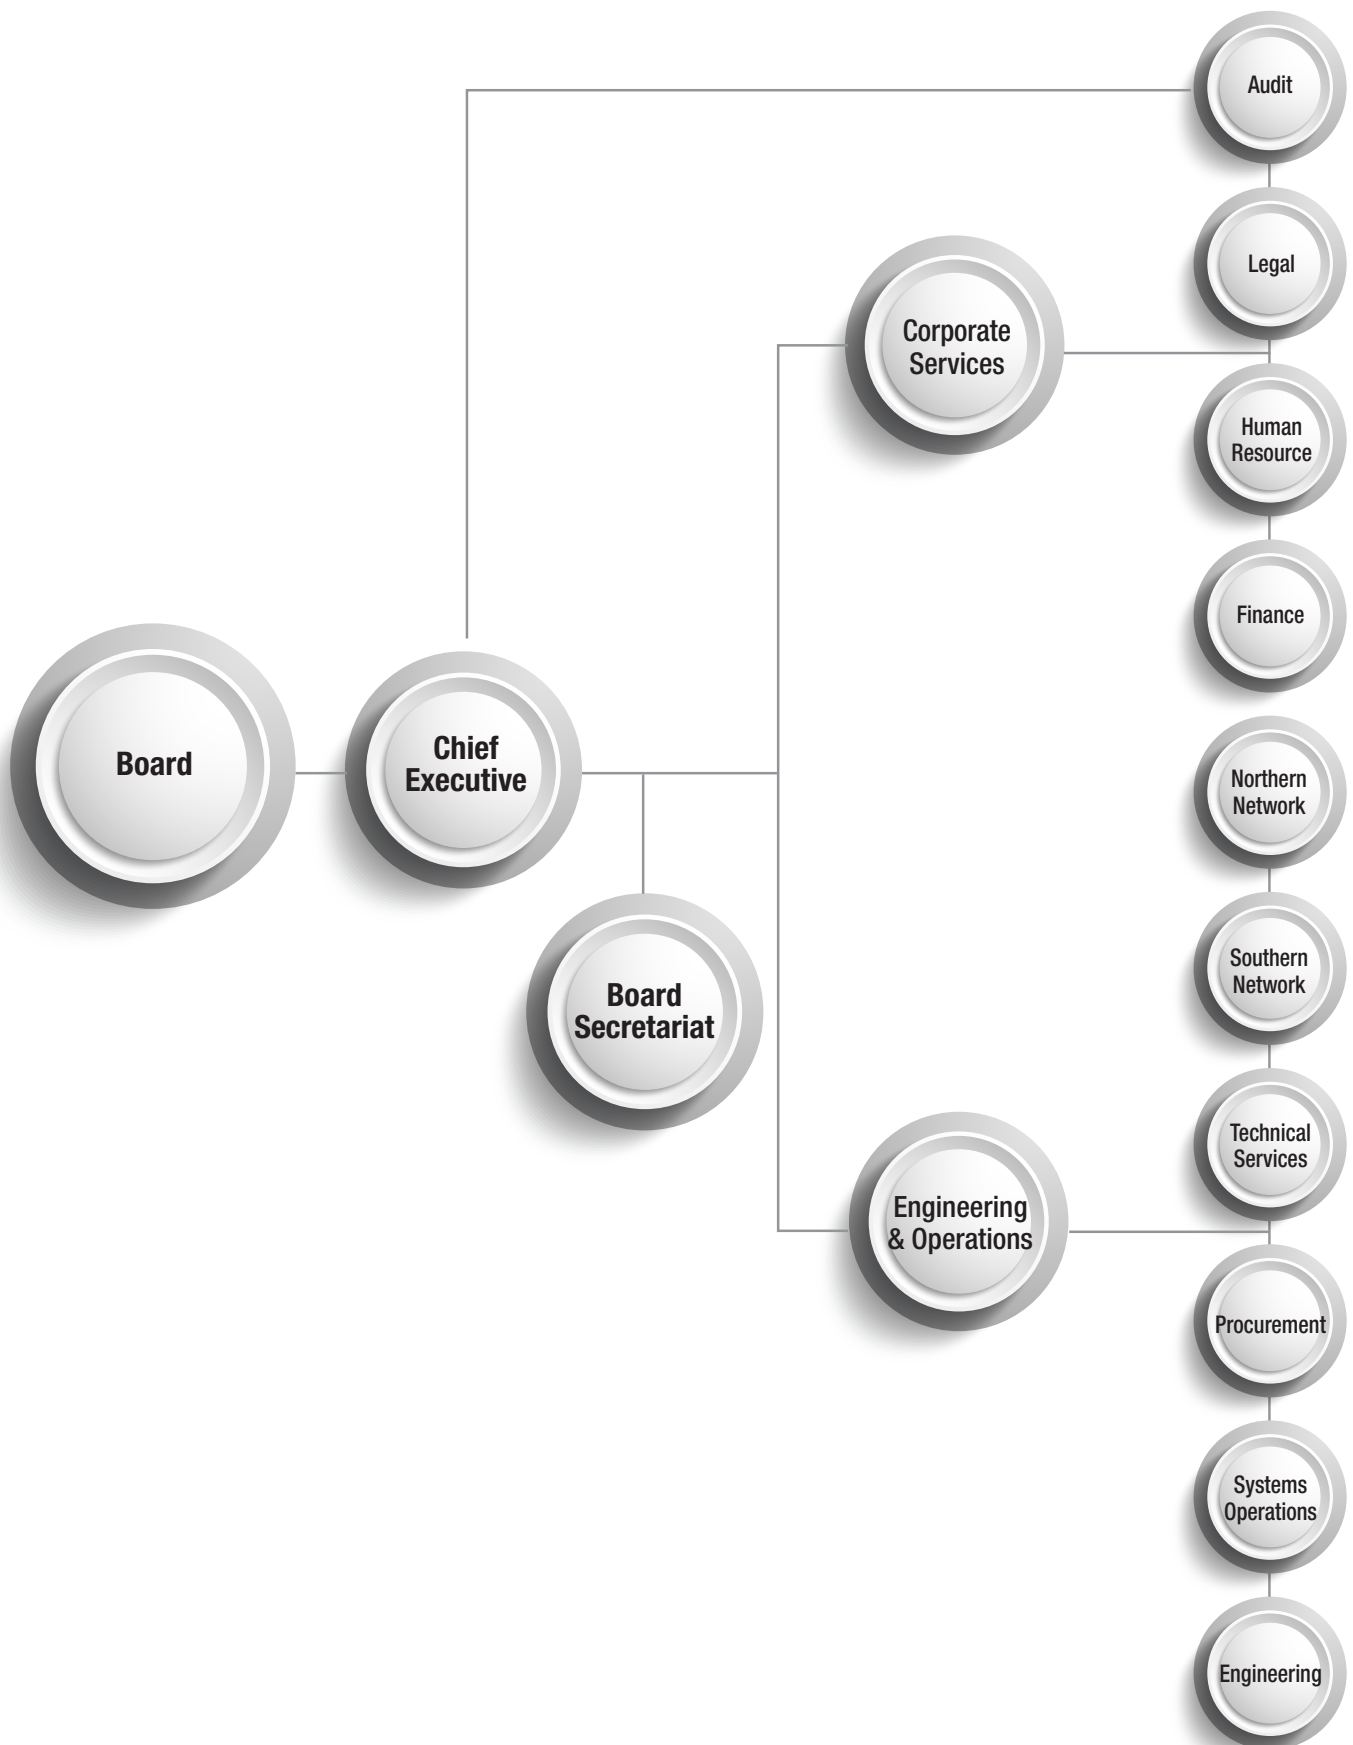 Audit
Legal
Corporate
Services
Human
Resource
Finance
Board
Chief
Executive
Northern
Network
Southern
Network
Board
Secretariat
Technical
Services
Engineering
& Operations
Procurement
Systems
Operations
Engineering